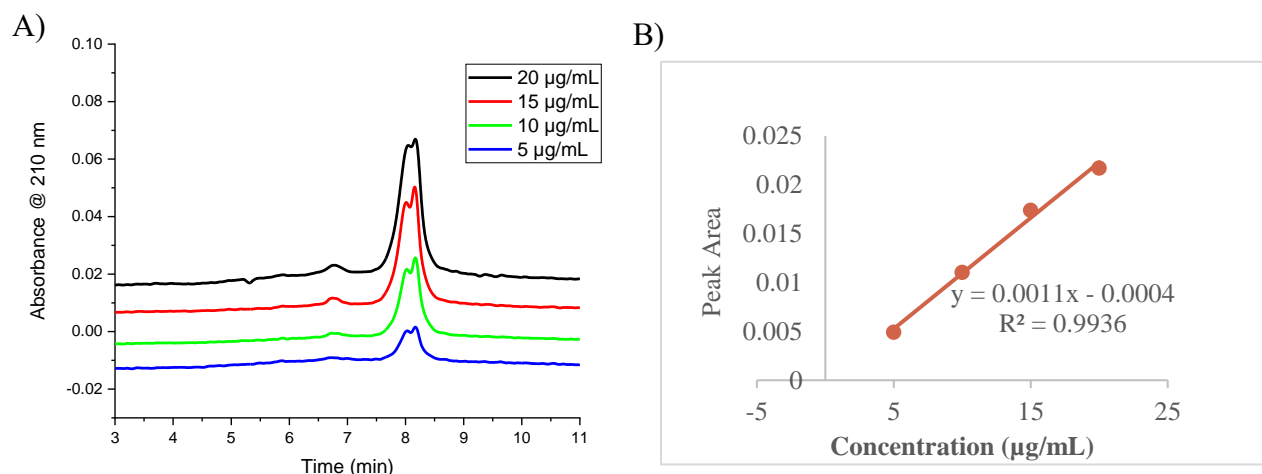 A)
0.10
0.08
0.06
0.04
0.02
0.00
-0.02
Absorbance @ 210 nm
3 4 5 6 7 8 9 10 11
Time (min)
20 µg/mL
15 µg/mL
10 µg/mL
5 µg/mL
B)
0.025
0.02
0.015
0.01
0.005
0
Peak Area
y = 0.0011x - 0.0004
R² = 0.9936
-5 5 15 25
Concentration (µg/mL)